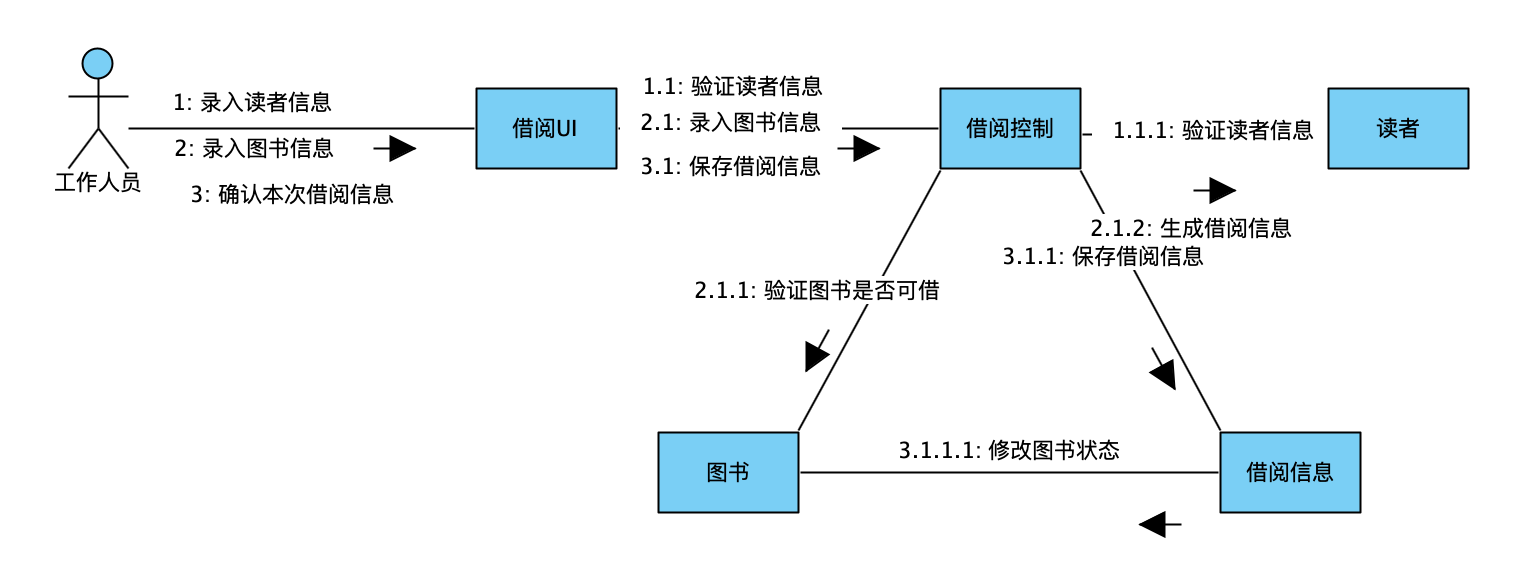 1: 录入读者信息
2: 录入图书信息
3: 确认本次借阅信息
工作人员
借阅UI
1.1: 验证读者信息
2.1: 录入图书信息
3.1: 保存借阅信息
借阅控制
1.1.1: 验证读者信息
读者
2.1.2: 生成借阅信息
3.1.1: 保存借阅信息
2.1.1: 验证图书是否可借
图书
3.1.1.1: 修改图书状态
借阅信息